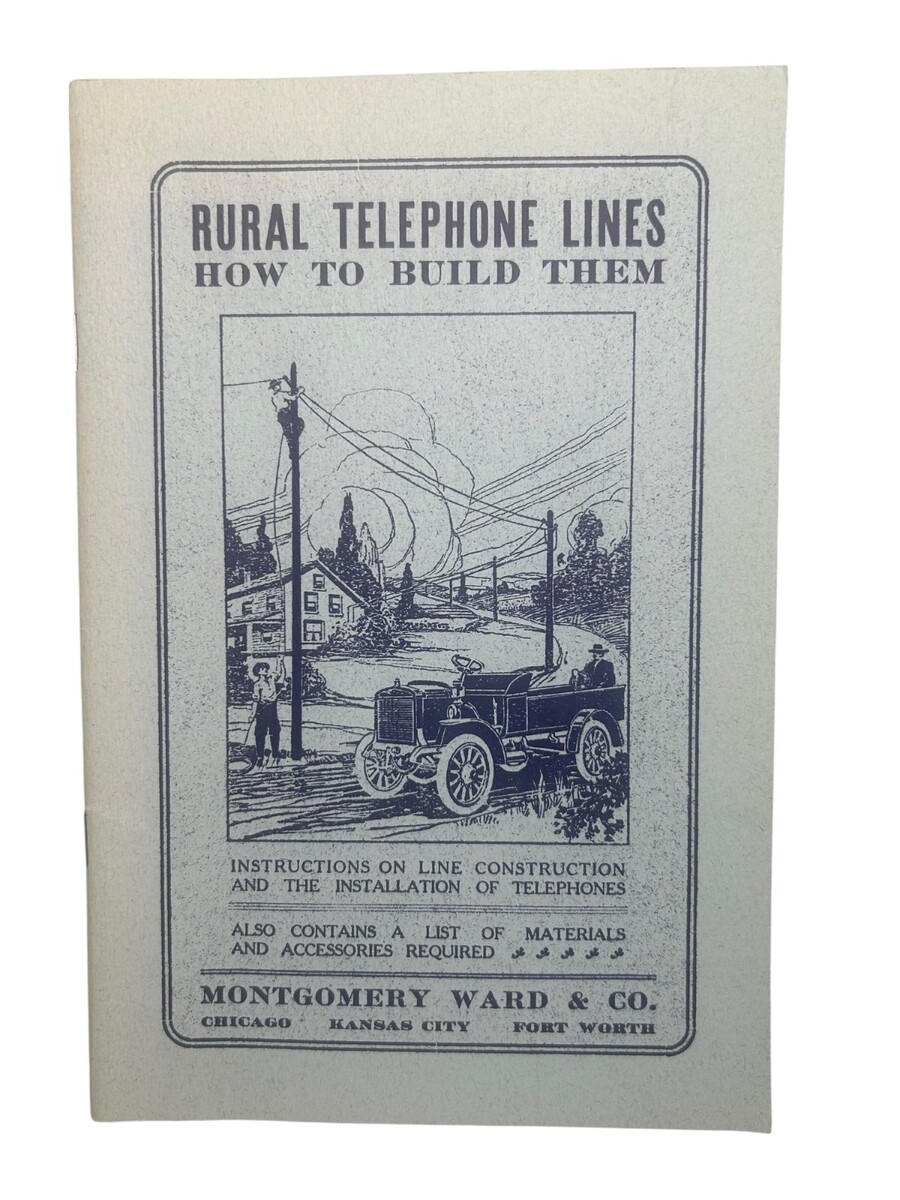 RURAL TELEPHONE LINES
HOW TO BUILD THEM
INSTRUCTIONS ON LINE CONSTRUCTION
AND THE INSTALLATION OF TELEPHONES
ALSO CONTAINS A LIST OF MATERIALS
AND ACCESSORIES REQUIRED
MONTGOMERY WARD & CO.
CHICAGO KANSAS CITY FORT WORTH